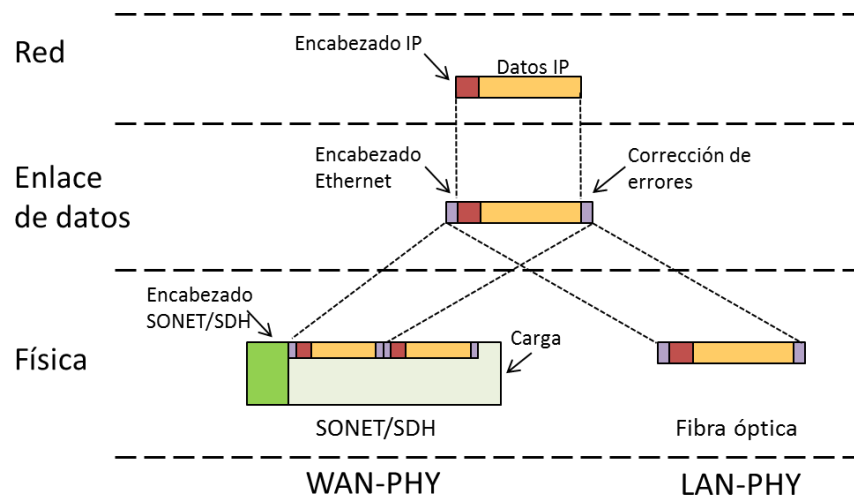 Red
Encabezado IP
Datos IP
Enlace
de datos
Encabezado
Ethernet
Corrección de
errores
Física
Encabezado
SONET/SDH
Carga
SONET/SDH
Fibra óptica
WAN-PHY
LAN-PHY